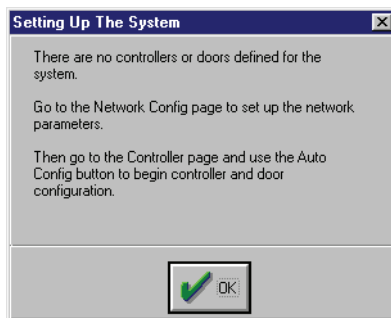 Setting Up The System
There are no controllers or doors defined for the
system.
Go to the Network Config page to set up the network
parameters.
Then go to the Controller page and use the Auto
Config button to begin controller and door
configuration.
OK